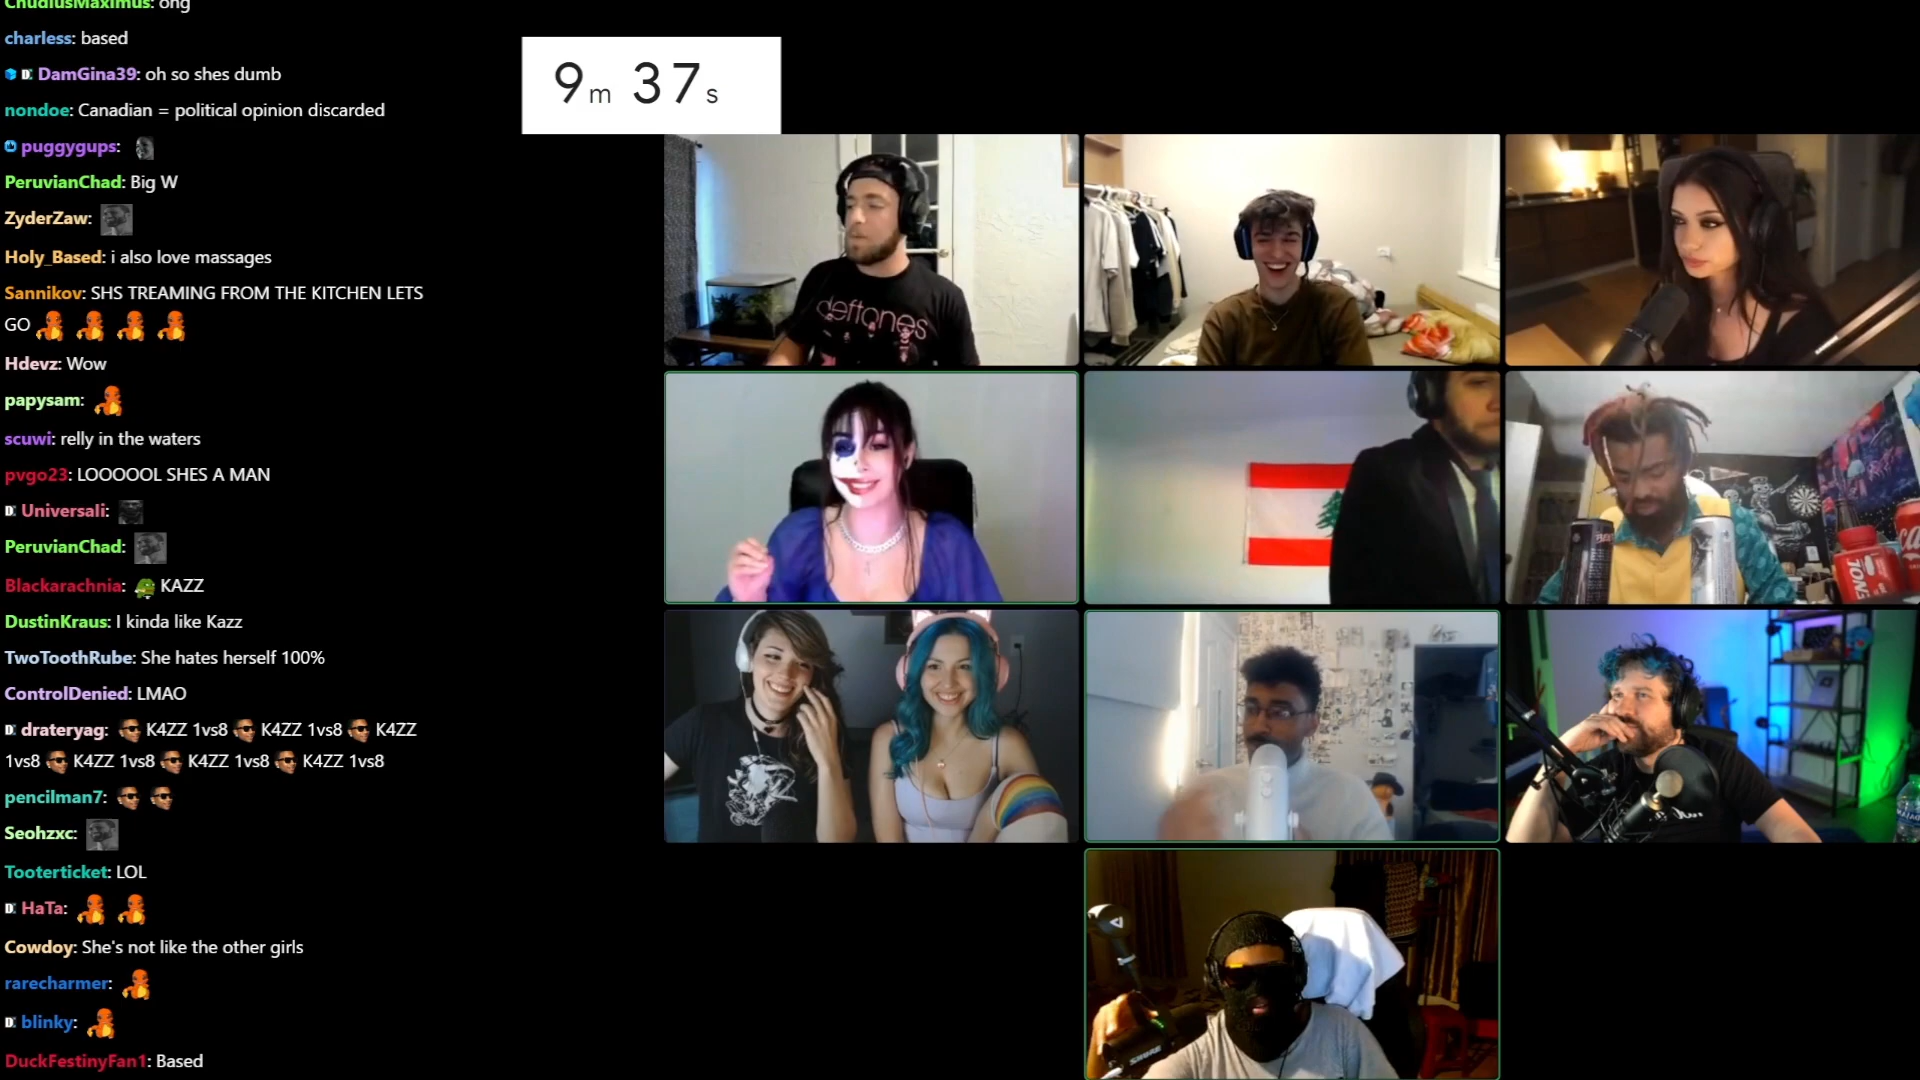 ChudiusMaximus: ong
charless: based
DamGina39: oh so shes dumb
nondoe: Canadian = political opinion discarded
puggygups:
PeruvianChad: Big W
ZyderZaw:
Holy_Based: i also love massages
Sannikov: SHS TREAMING FROM THE KITCHEN LETS
GO
Hdevz: Wow
papysam:
scuwi: relly in the waters
pvgo23: LOOOOOL SHES A MAN
Universali:
PeruvianChad:
Blackarachnia: KAZZ
DustinKraus: I kinda like Kazz
TwoToothRube: She hates herself 100%
ControlDenied: LMAO
drateryag: K4ZZ 1vs8 K4ZZ 1vs8 K4ZZ
1vs8 K4ZZ 1vs8 K4ZZ 1vs8 K4ZZ 1vs8
pencilman7:
Seohzxc:
Tooterticket: LOL
HaTa:
Cowdoy: She's not like the other girls
rarecharmer:
blinky:
DuckFestinyFan1: Based
9m 37s
deftones
SHURE